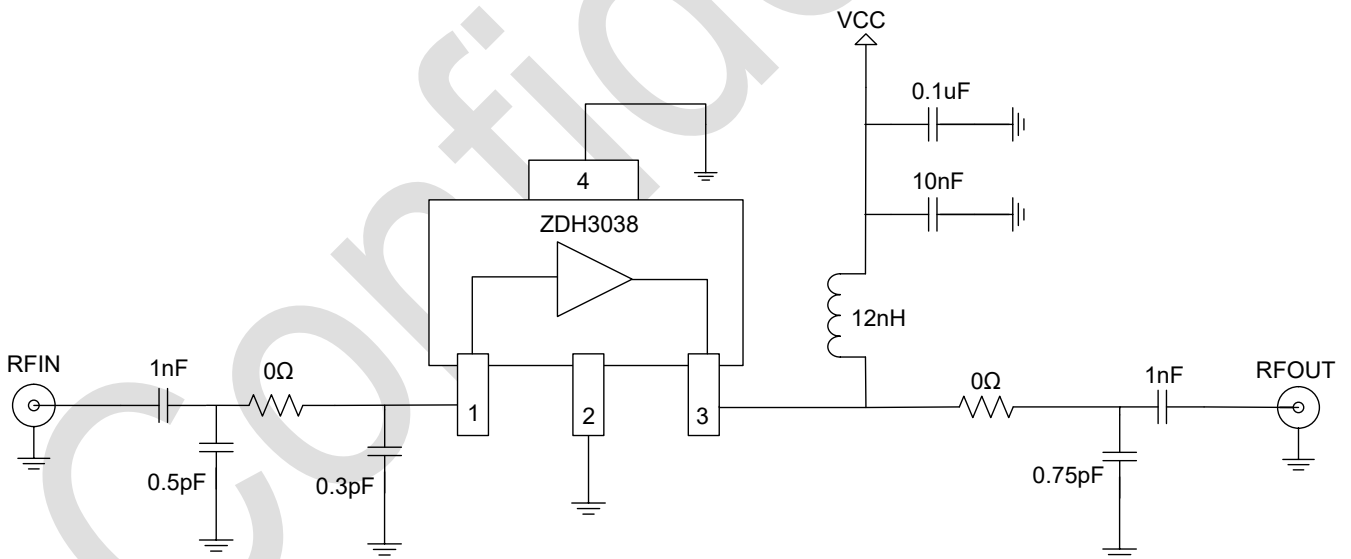 VCC
0.1uF
10nF
12nH
4
ZDH3038
RFIN
1nF
0Ω
0.5pF
0.3pF
1
2
3
0Ω
1nF
RFOUT
0.75pF